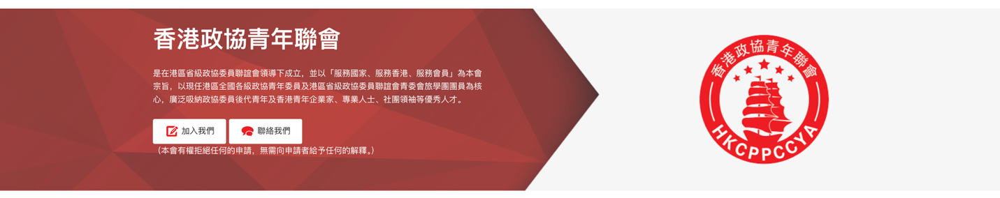 香港政協青年聯會
是在港區省級政協委員聯誼會領導下成立，並以「服務國家、服務香港、服務會員」為本會
宗旨，以現任港區全國各級政協青年委員及港區省級政協委員聯誼會青委會旅學團團員為核
心，廣泛吸納政協委員後代青年及香港青年企業家、專業人士、社團領袖等優秀人才。
加入我們
聯絡我們
（本會有權拒絕任何的申請，無需向申請者給予任何的解釋。）
香港政協青年聯會
HKCPPCCYA